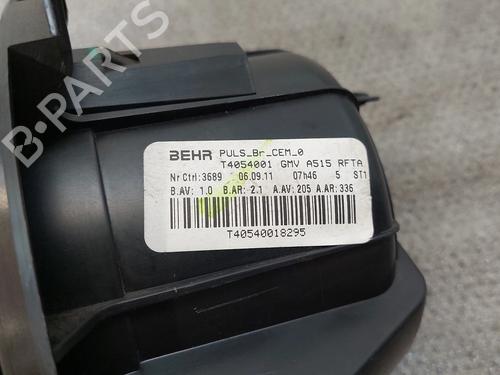 B-PARTS
BEHR PULS_Br_CEM_0
T4054001 GMV A515 RFTA
Nr Ctrl:3689 06.09.11 07h46 5 ST1
B.AV: 1.0 B.AR: 2.1 A.AV: 205 A.AR: 336
T40540018295